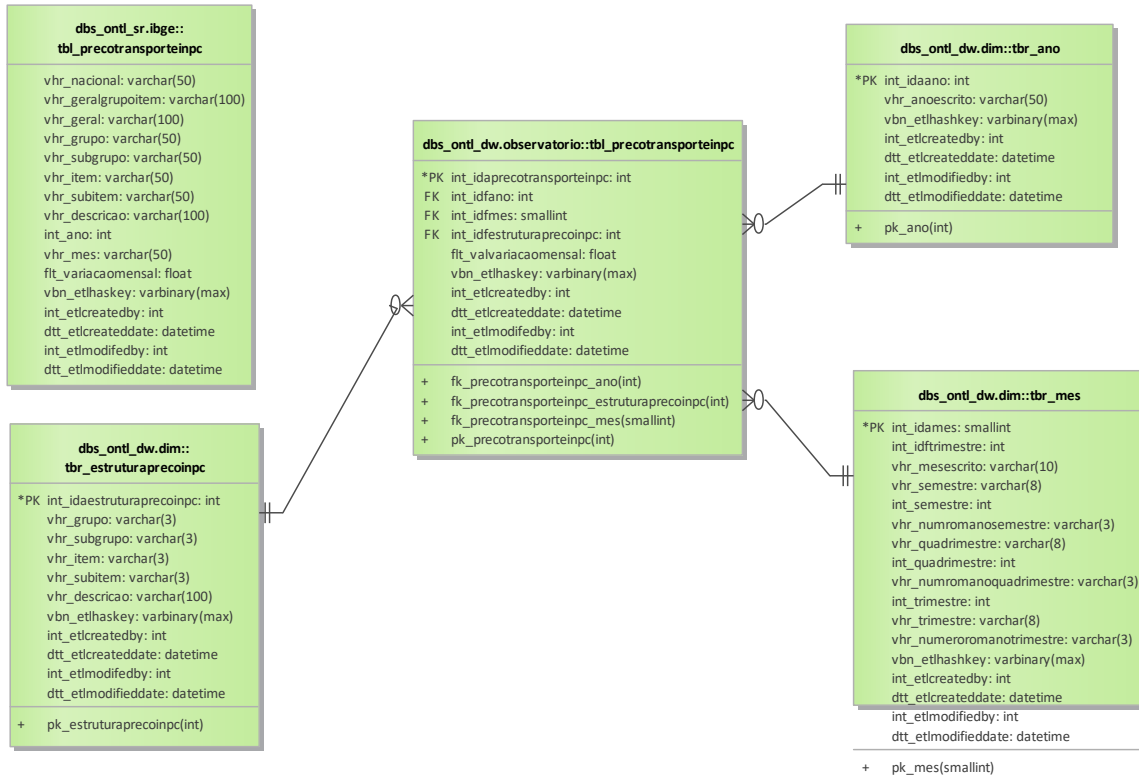 dbs_ontl_sr.ibge::
tbl_precotransporteinpc
vhr_nacional: varchar(50)
vhr_geralgrupoitem: varchar(100)
vhr_geral: varchar(100)
vhr_grupo: varchar(50)
vhr_subgrupo: varchar(50)
vhr_item: varchar(50)
vhr_subitem: varchar(50)
vhr_descricao: varchar(100)
int_ano: int
vhr_mes: varchar(50)
flt_variacaomensal: float
vbn_etlhaskey: varbinary(max)
int_etlcreatedby: int
dtt_etlcreateddate: datetime
int_etlmodifedby: int
dtt_etlmodifieddate: datetime
dbs_ontl_dw.dim::
tbr_estruturaprecoinpc
*PK int_idaestruturaprecoinpc: int
vhr_grupo: varchar(3)
vhr_subgrupo: varchar(3)
vhr_item: varchar(3)
vhr_subitem: varchar(3)
vhr_descricao: varchar(100)
vbn_etlhaskey: varbinary(max)
int_etlcreatedby: int
dtt_etlcreateddate: datetime
int_etlmodifedby: int
dtt_etlmodifieddate: datetime
+ pk_estruturaprecoinpc(int)
dbs_ontl_dw.observatorio::tbl_precotransporteinpc
*PK int_idaprecotransporteinpc: int
FK int_idfano: int
FK int_idfmes: smallint
FK int_idfestruturaprecoinpc: int
flt_valvariacaomensal: float
vbn_etlhaskey: varbinary(max)
int_etlcreatedby: int
dtt_etlcreateddate: datetime
int_etlmodifedby: int
dtt_etlmodifieddate: datetime
+ fk_precotransporteinpc_ano(int)
+ fk_precotransporteinpc_estruturaprecoinpc(int)
+ fk_precotransporteinpc_mes(smallint)
+ pk_precotransporteinpc(int)
dbs_ontl_dw.dim::tbr_ano
*PK int_idaano: int
vhr_anoescrito: varchar(50)
vbn_etlhashkey: varbinary(max)
int_etlcreatedby: int
dtt_etlcreateddate: datetime
int_etlmodifiedby: int
dtt_etlmodifieddate: datetime
+ pk_ano(int)
dbs_ontl_dw.dim::tbr_mes
*PK int_idames: smallint
int_idftrimestre: int
vhr_mesescrito: varchar(10)
vhr_semestre: varchar(8)
int_semestre: int
vhr_numromanosemestre: varchar(3)
vhr_quadrimestre: varchar(8)
int_quadrimestre: int
vhr_numromanoquadrimestre: varchar(3)
int_trimestre: int
vhr_trimestre: varchar(8)
vhr_numeroromanotrimestre: varchar(3)
vbn_etlhashkey: varbinary(max)
int_etlcreatedby: int
dtt_etlcreateddate: datetime
int_etlmodifiedby: int
dtt_etlmodifieddate: datetime
+ pk_mes(smallint)